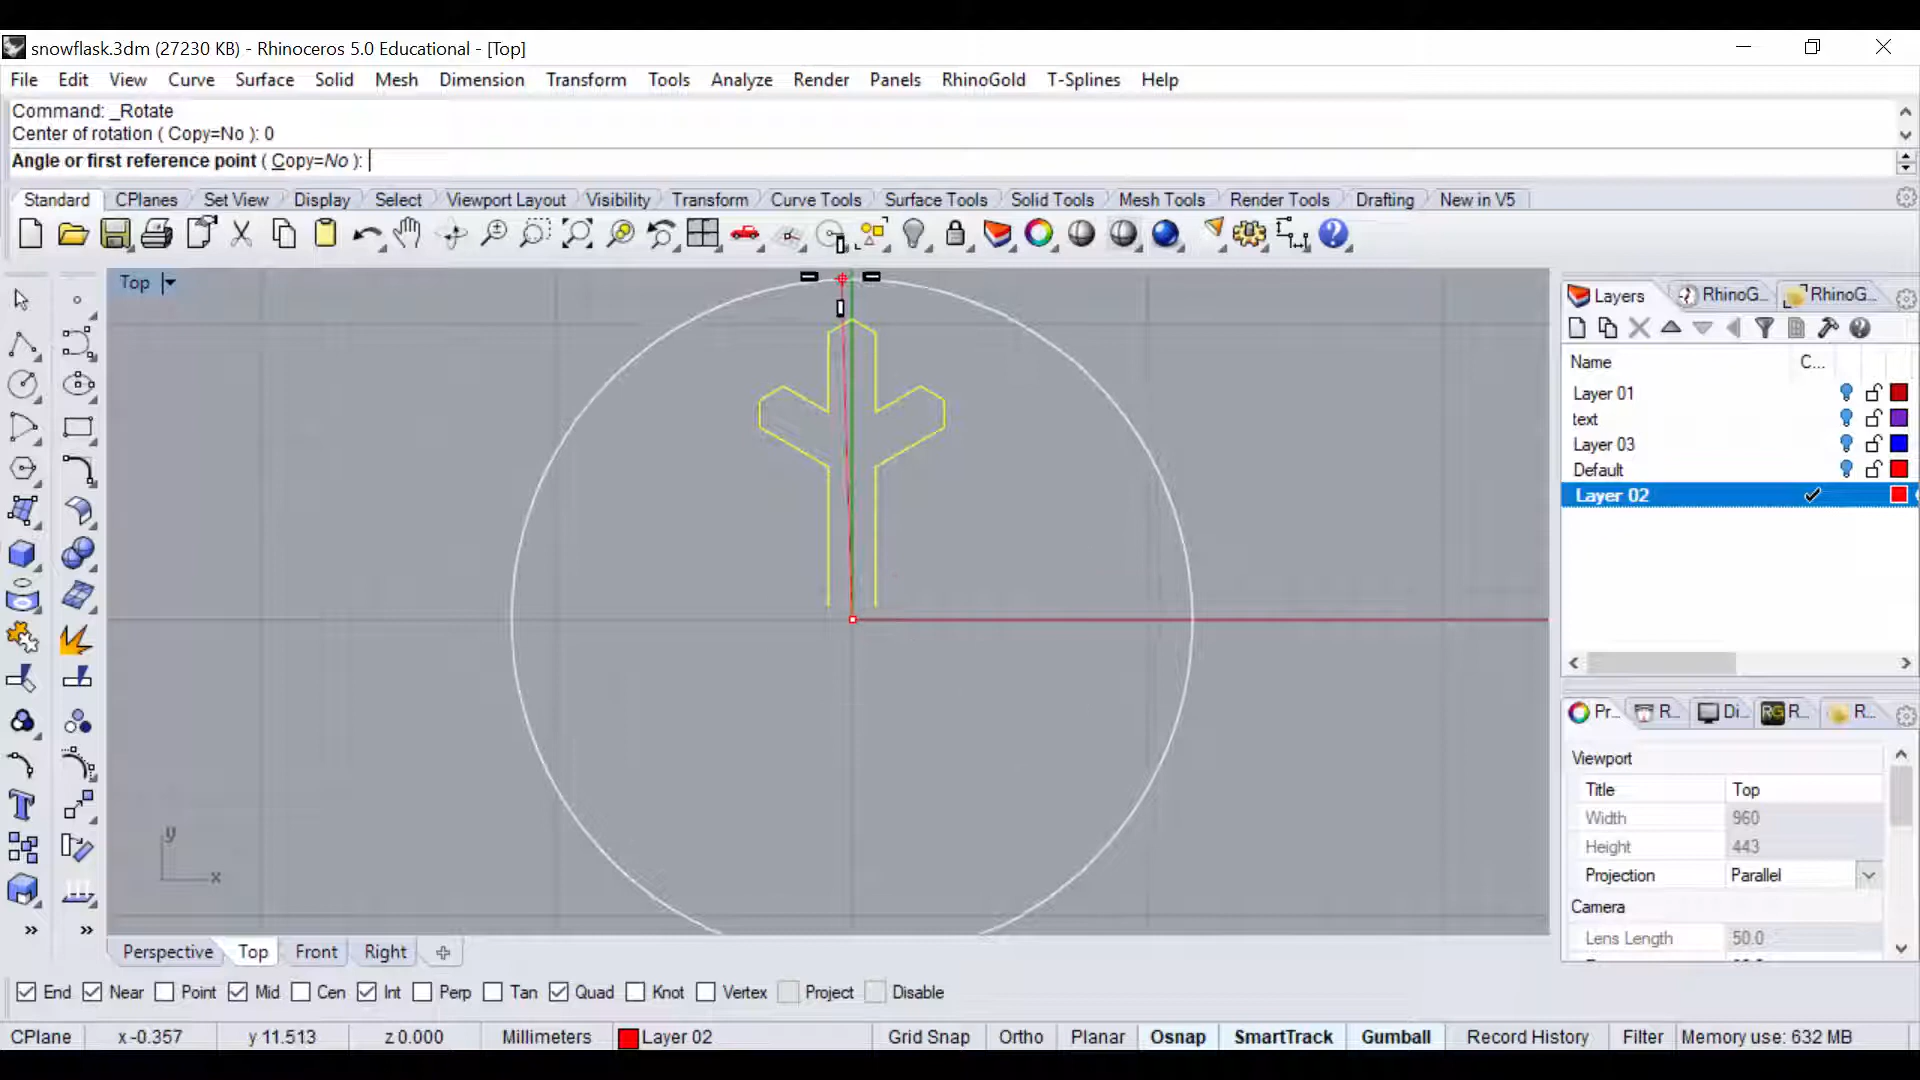 snowflask.3dm (27230 KB) - Rhinoceros 5.0 Educational - [Top]
File Edit View Curve Surface Solid Mesh Dimension Transform Tools Analyze Render Panels RhinoGold T-Splines Help
Command: _Rotate
Center of rotation ( Copy=No ): 0
Angle or first reference point ( Copy=No ):
Standard CPlanes Set View Display Select Viewport Layout Visibility Transform Curve Tools Surface Tools Solid Tools Mesh Tools Render Tools Drafting New in V5
Top
Layers RhinoG... RhinoG...
Name C...
Layer 01
text
Layer 03
Default
Layer 02
Pr... R... Di... R... R...
Viewport
Title Top
Width 960
Height 443
Projection Parallel
Camera
Lens Length 50.0
y
x
Perspective Top Front Right
End Near Point Mid Cen Int Perp Tan Quad Knot Vertex Project Disable
CPlane x -0.357 y 11.513 z 0.000 Millimeters Layer 02 Grid Snap Ortho Planar Osnap SmartTrack Gumball Record History Filter Memory use: 632 MB